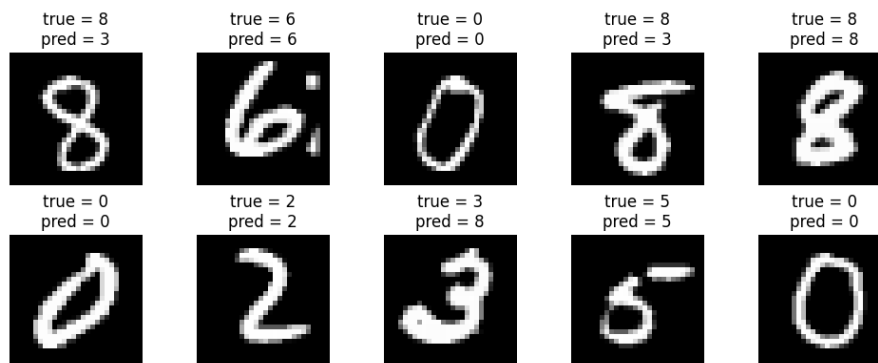 true = 8 true = 6 true = 0 true = 8 true = 8
pred = 3 pred = 6 pred = 0 pred = 3 pred = 8
8 6 0 8 8
true = 0 true = 2 true = 3 true = 5 true = 0
pred = 0 pred = 2 pred = 8 pred = 5 pred = 0
0 2 3 5 0